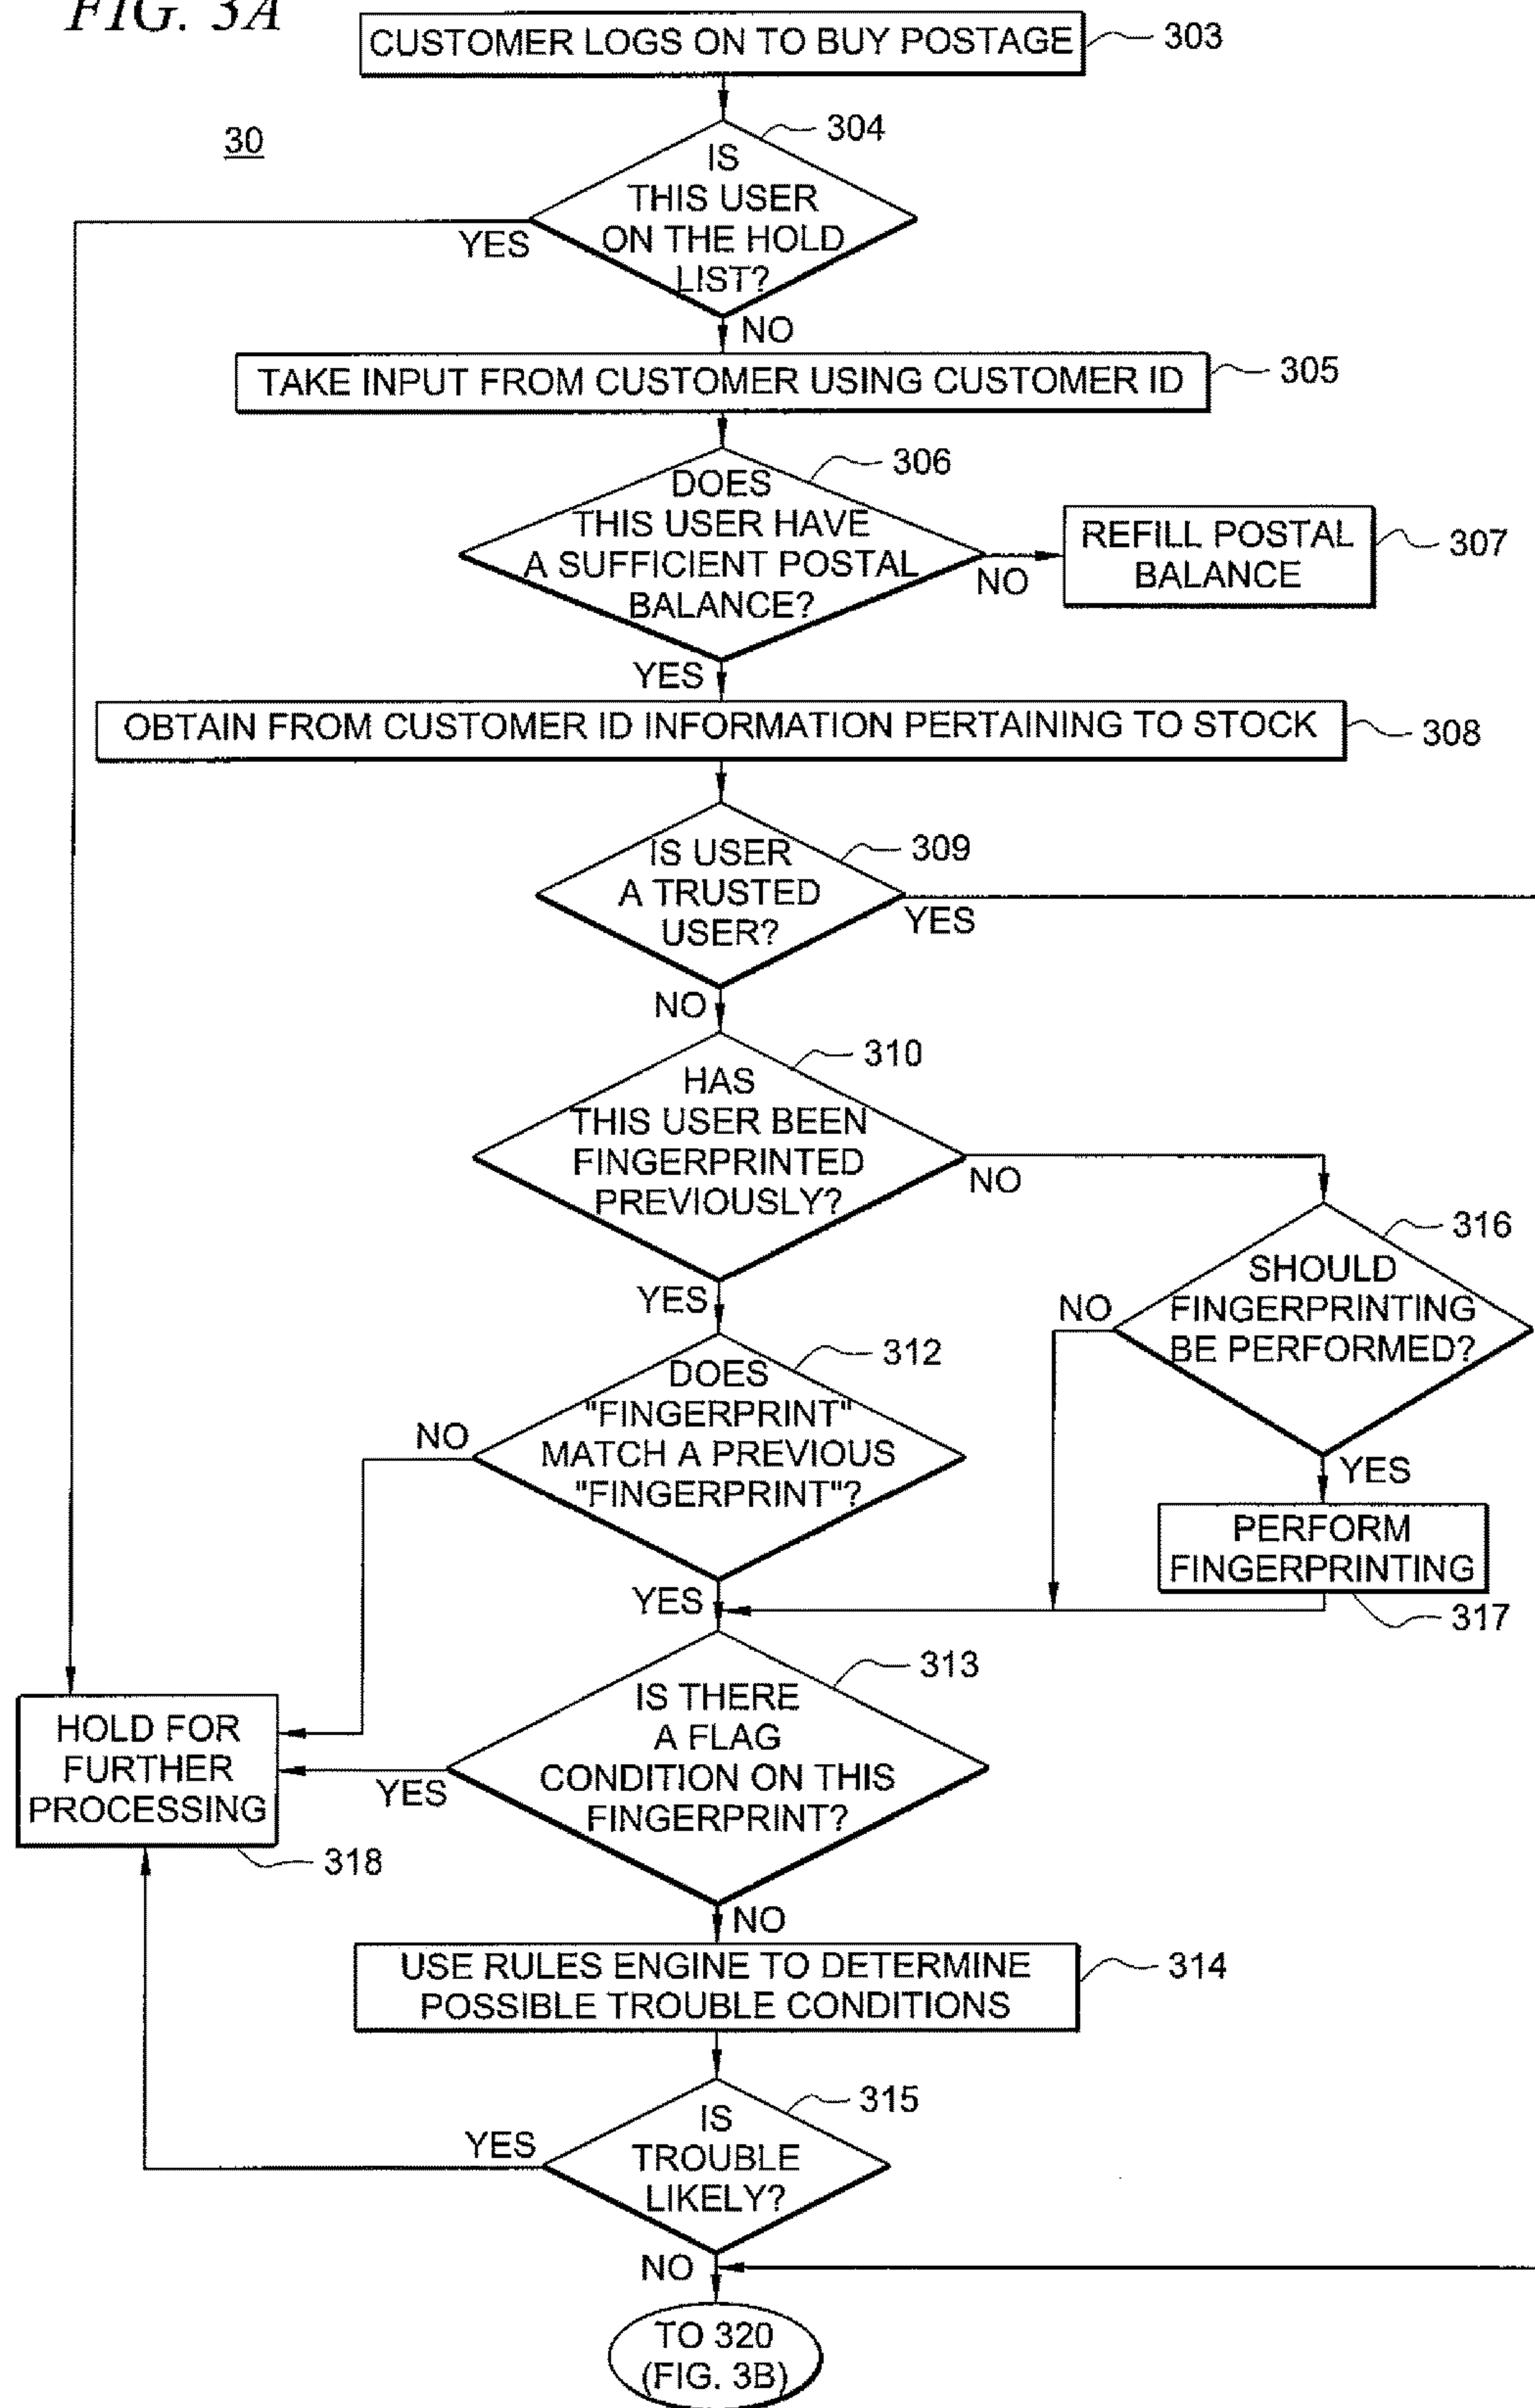 FIG. 3A
CUSTOMER LOGS ON TO BUY POSTAGE
303
30
304
IS
THIS USER
ON THE HOLD
LIST?
YES
NO
TAKE INPUT FROM CUSTOMER USING CUSTOMER ID
305
306
DOES
THIS USER HAVE
A SUFFICIENT POSTAL
BALANCE?
NO
REFILL POSTAL
BALANCE
307
YES
OBTAIN FROM CUSTOMER ID INFORMATION PERTAINING TO STOCK
308
309
IS USER
A TRUSTED
USER?
YES
NO
310
HAS
THIS USER BEEN
FINGERPRINTED
PREVIOUSLY?
NO
316
SHOULD
FINGERPRINTING
BE PERFORMED?
NO
YES
YES
312
DOES
"FINGERPRINT"
MATCH A PREVIOUS
"FINGERPRINT"?
NO
PERFORM
FINGERPRINTING
317
YES
313
IS THERE
A FLAG
CONDITION ON THIS
FINGERPRINT?
YES
HOLD FOR
FURTHER
PROCESSING
318
NO
USE RULES ENGINE TO DETERMINE
POSSIBLE TROUBLE CONDITIONS
314
315
IS
TROUBLE
LIKELY?
YES
NO
TO 320
(FIG. 3B)